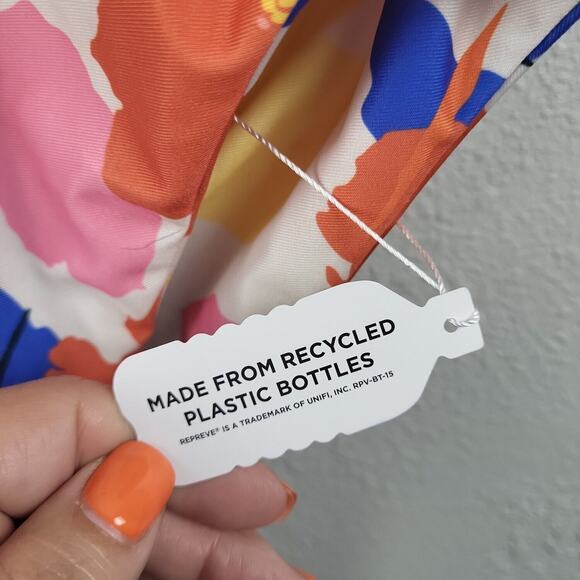 MADE FROM RECYCLED
PLASTIC BOTTLES
REPREVE® IS A TRADEMARK OF UNIFI, INC. RPV-BT-15